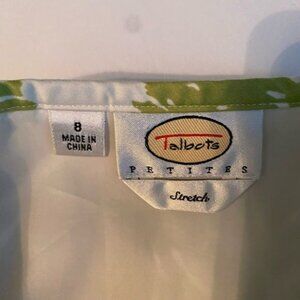 8
MADE IN
CHINA
Talbots
PETITES
Stretch